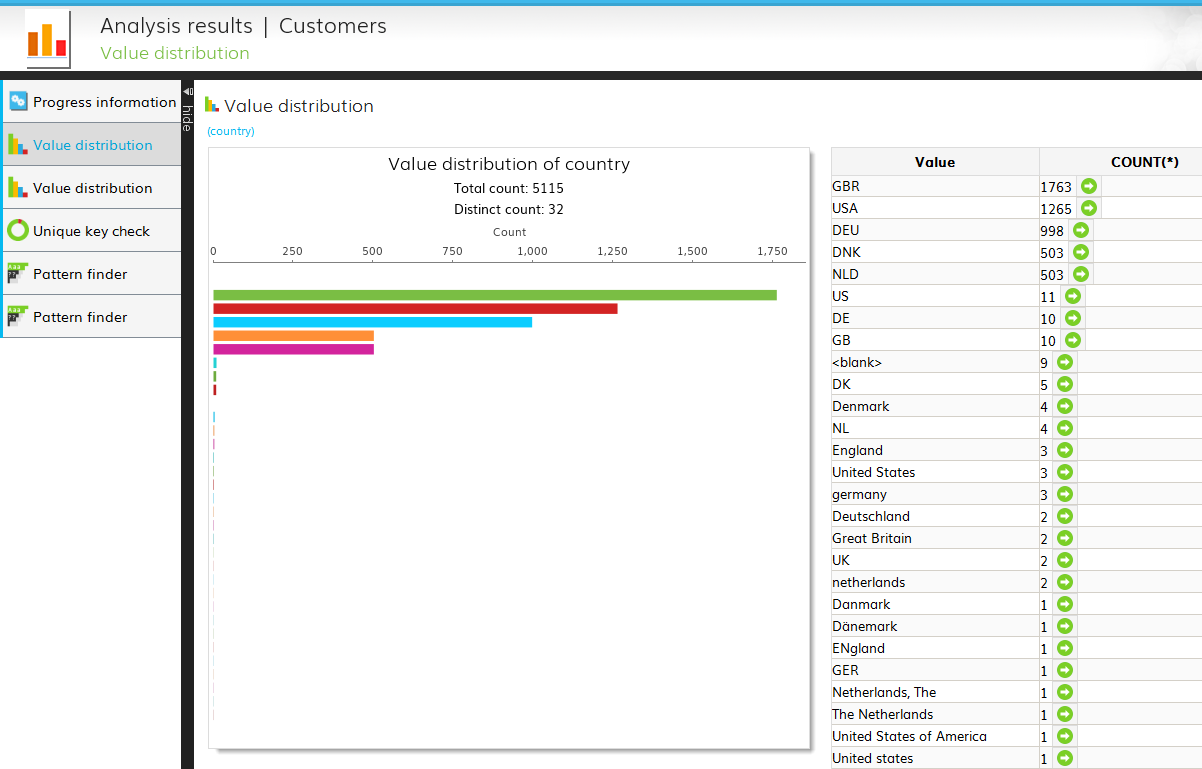 Analysis results | Customers
Value distribution
Progress information
Value distribution
Value distribution
Unique key check
Pattern finder
Pattern finder
hide
Value distribution
(country)
Value distribution of country
Total count: 5115
Distinct count: 32
Count
0 250 500 750 1,000 1,250 1,500 1,750
Value COUNT(*)
GBR 1763
USA 1265
DEU 998
DNK 503
NLD 503
US 11
DE 10
GB 10
<blank> 9
DK 5
Denmark 4
NL 4
England 3
United States 3
germany 3
Deutschland 2
Great Britain 2
UK 2
netherlands 2
Danmark 1
Dänemark 1
ENgland 1
GER 1
Netherlands, The 1
The Netherlands 1
United States of America 1
United states 1